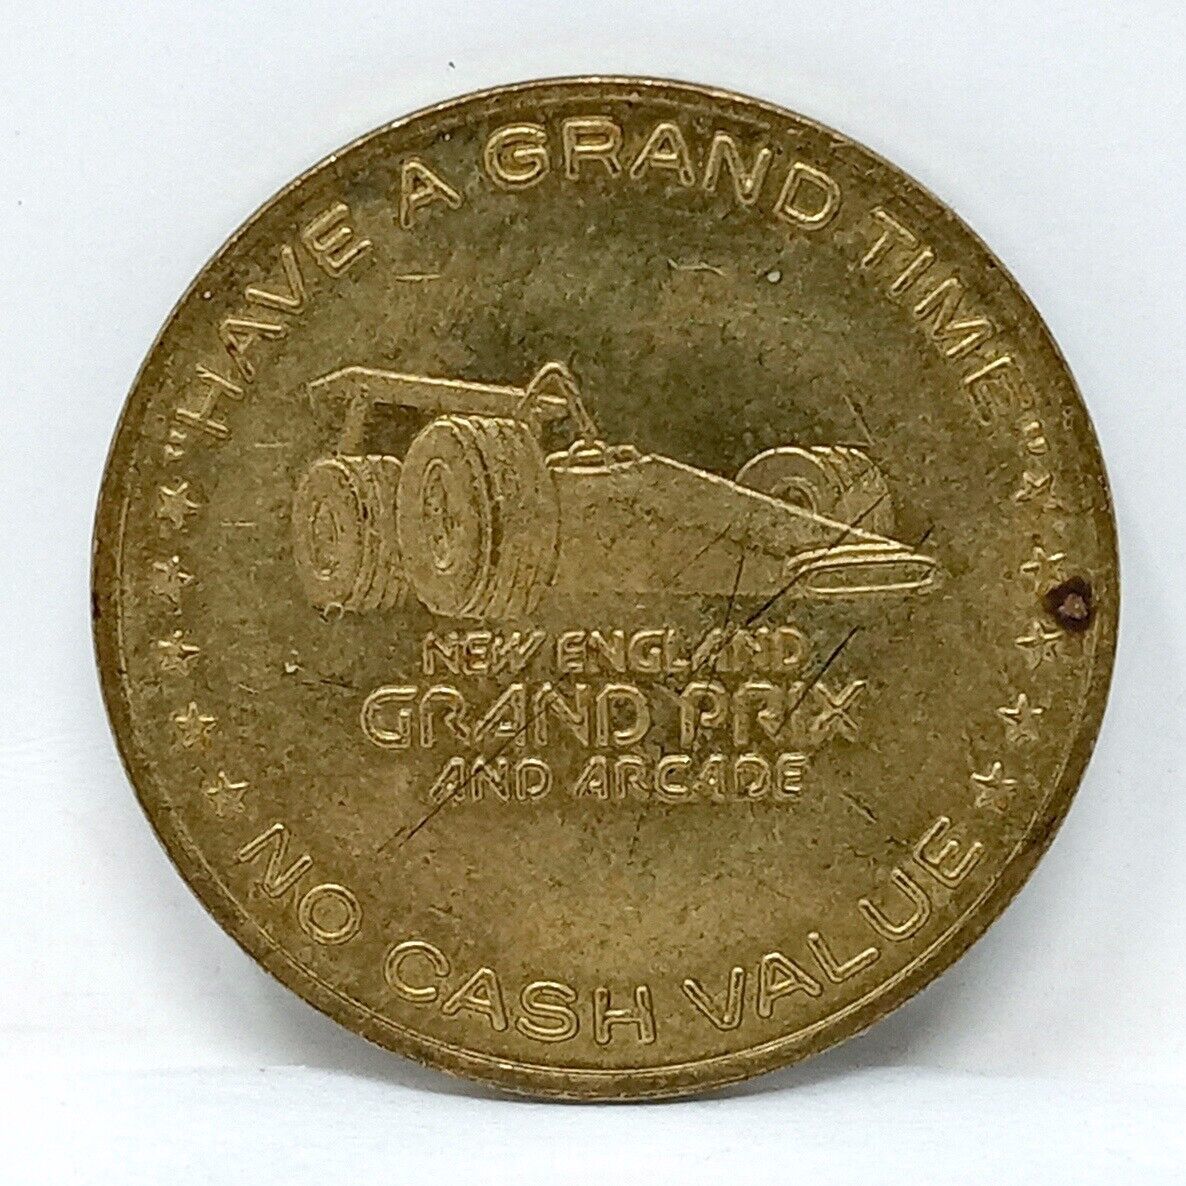 "HAVE A GRAND TIME"
NEW ENGLAND
GRAND PRIX
AND ARCADE
NO CASH VALUE